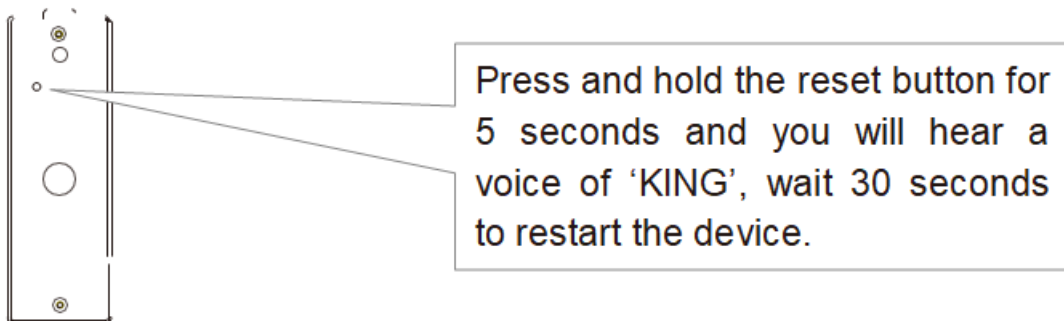 Press and hold the reset button for
5 seconds and you will hear a
voice of ‘KING’, wait 30 seconds
to restart the device.